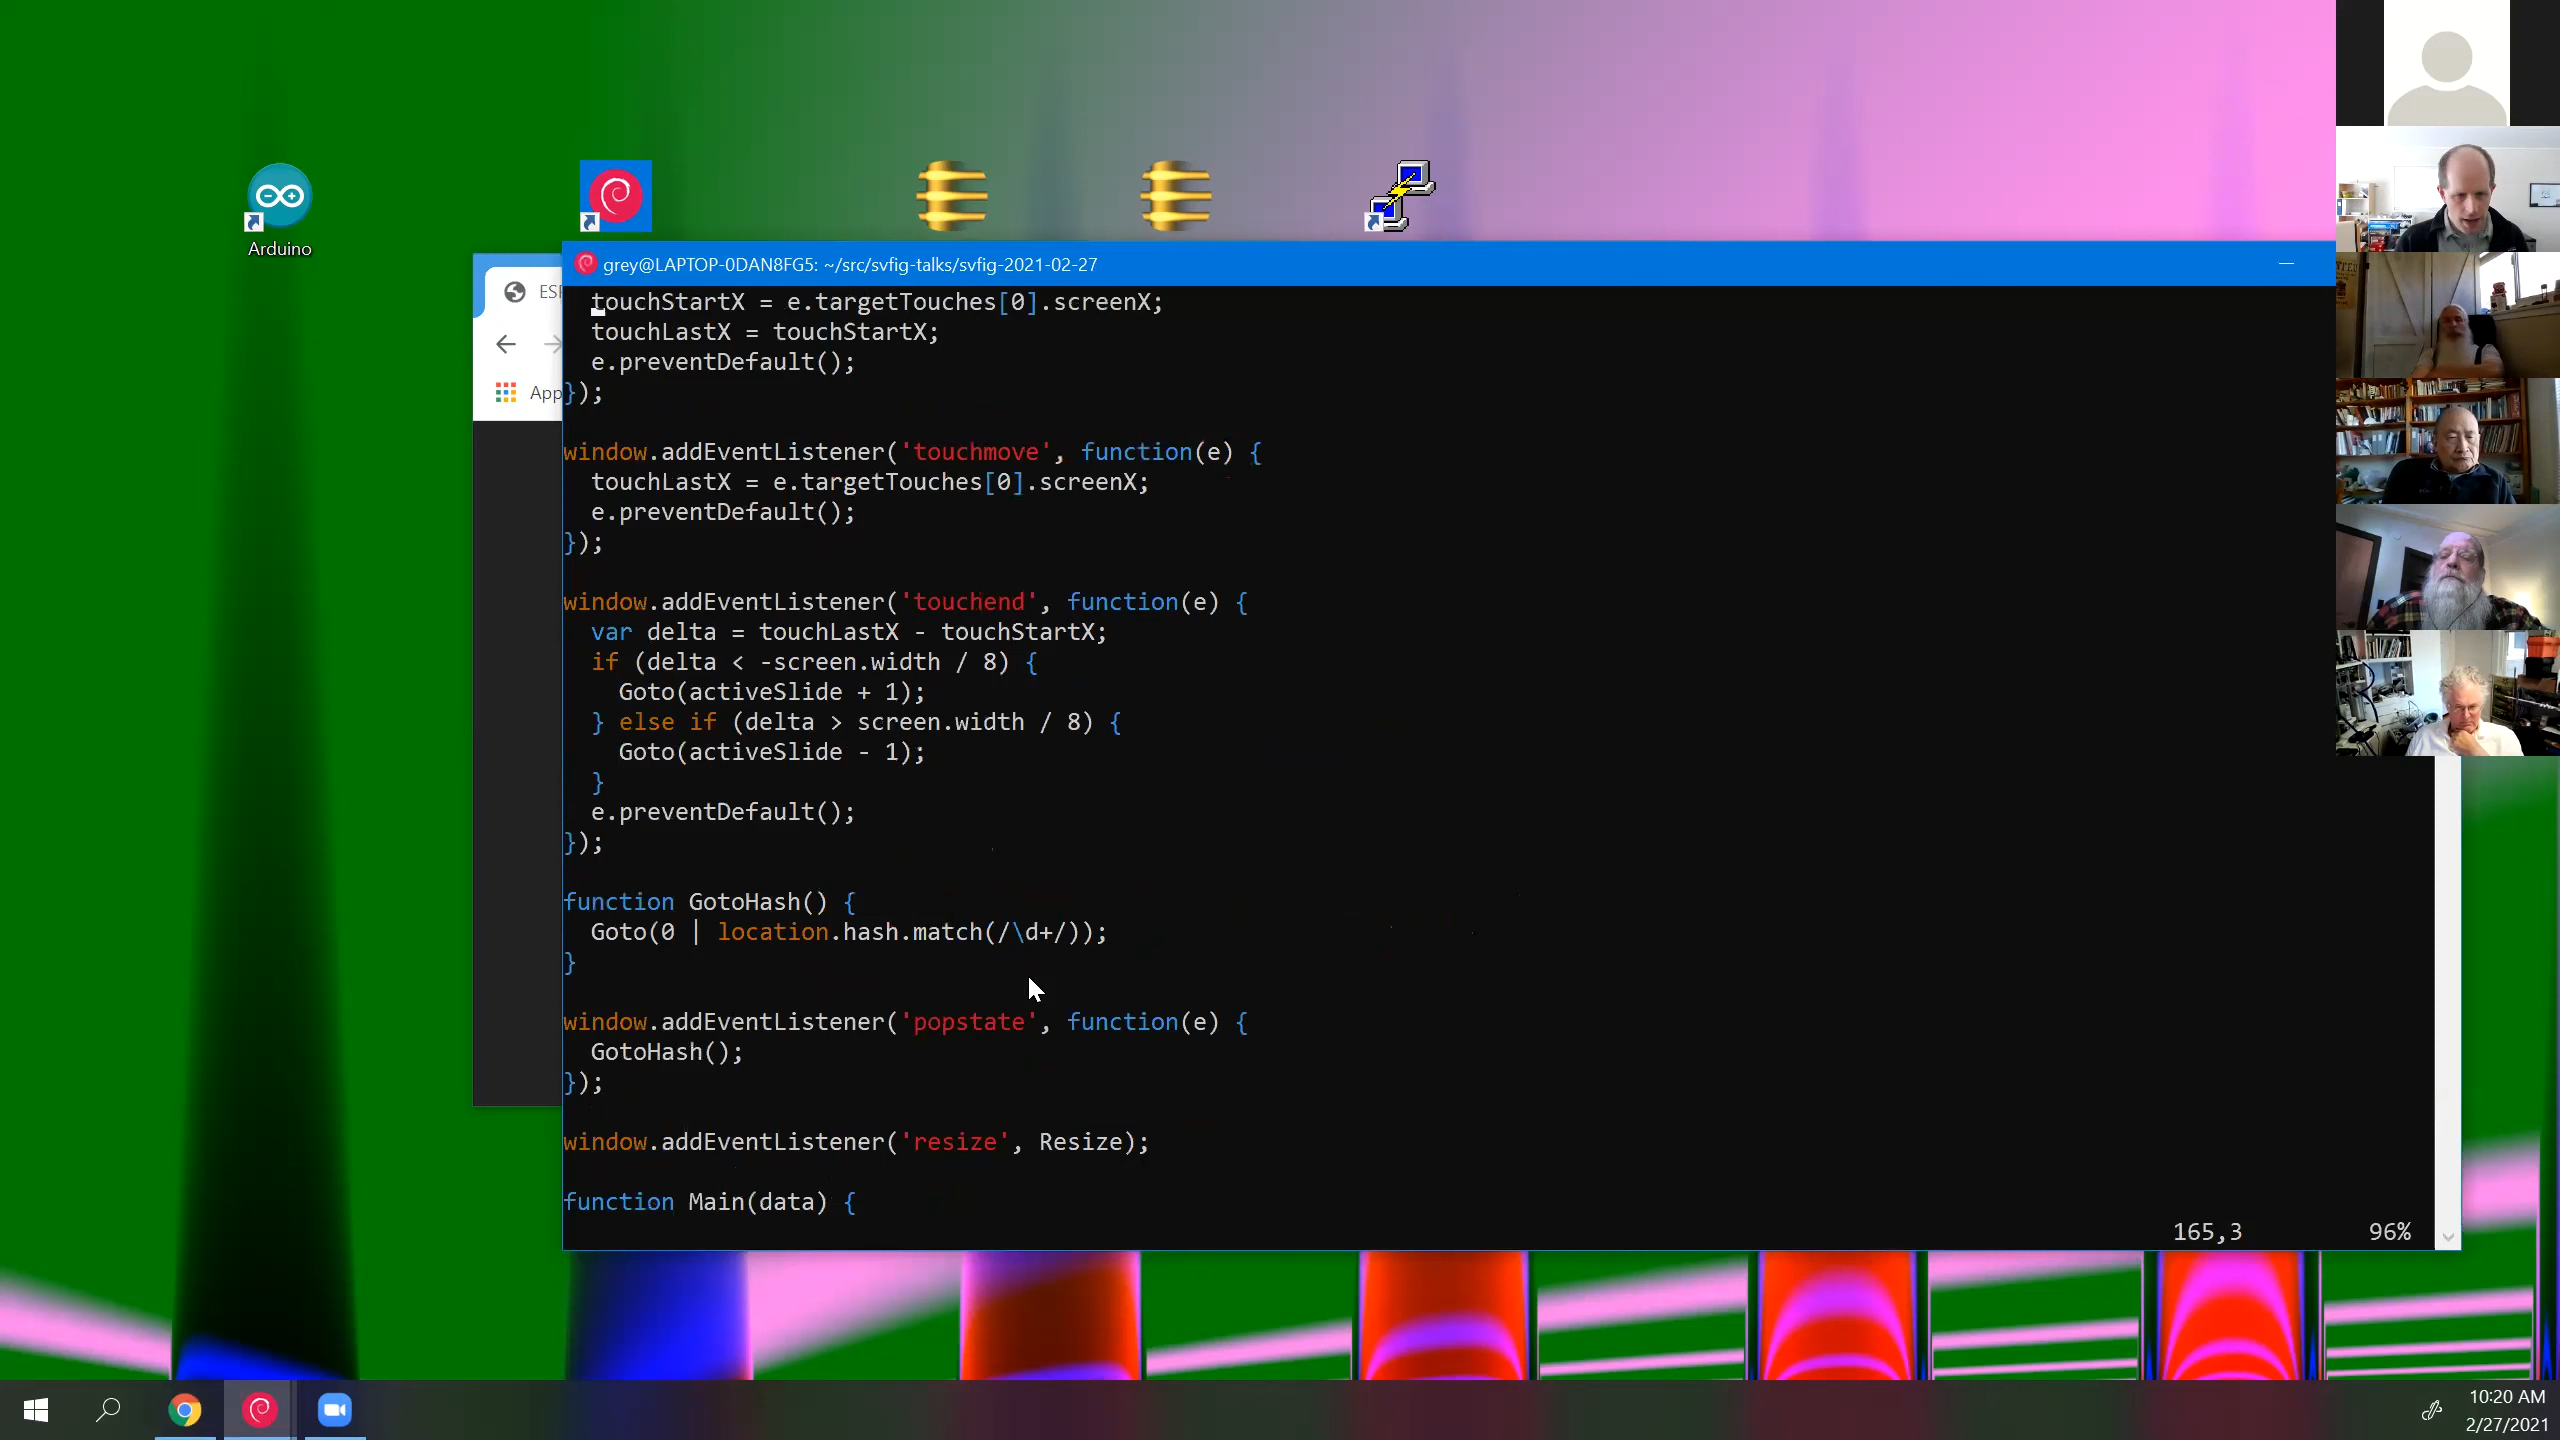 Arduino
grey@LAPTOP-0DAN8FG5: ~/src/svfig-talks/svfig-2021-02-27
ESP
App
  touchStartX = e.targetTouches[0].screenX;
  touchLastX = touchStartX;
  e.preventDefault();
});
window.addEventListener('touchmove', function(e) {
  touchLastX = e.targetTouches[0].screenX;
  e.preventDefault();
});
window.addEventListener('touchend', function(e) {
  var delta = touchLastX - touchStartX;
  if (delta < -screen.width / 8) {
    Goto(activeSlide + 1);
  } else if (delta > screen.width / 8) {
    Goto(activeSlide - 1);
  }
  e.preventDefault();
});
function GotoHash() {
  Goto(0 | location.hash.match(/\d+/));
}
window.addEventListener('popstate', function(e) {
  GotoHash();
});
window.addEventListener('resize', Resize);
function Main(data) {
165,3 96%
10:20 AM
2/27/2021